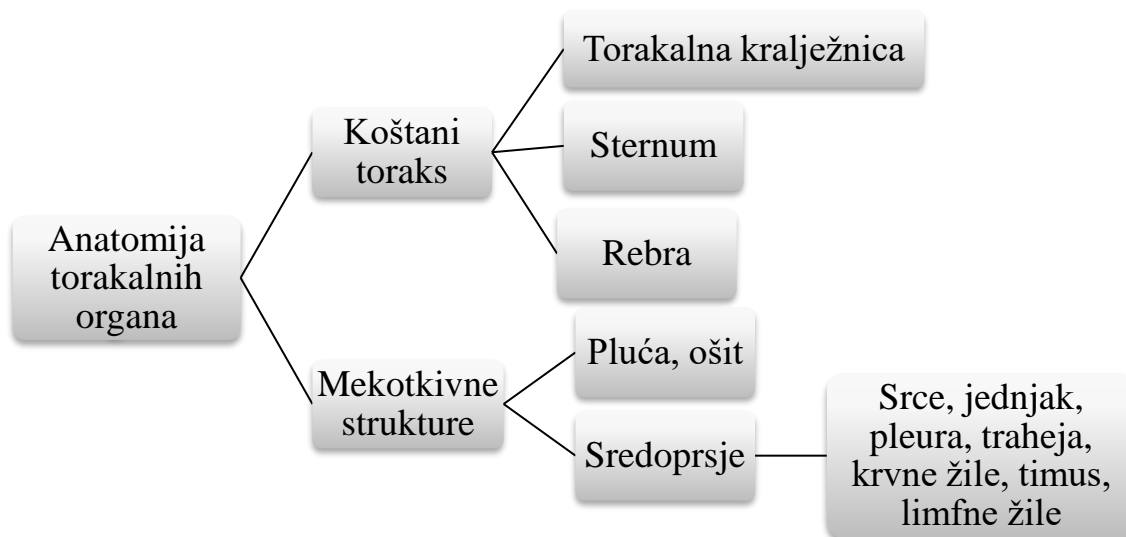 Anatomija
torakalnih
organa
Koštani
toraks
Torakalna kralježnica
Sternum
Rebra
Mekotkivne
strukture
Pluća, ošit
Sredoprsje
Srce, jednjak,
pleura, traheja,
krvne žile, timus,
limfne žile